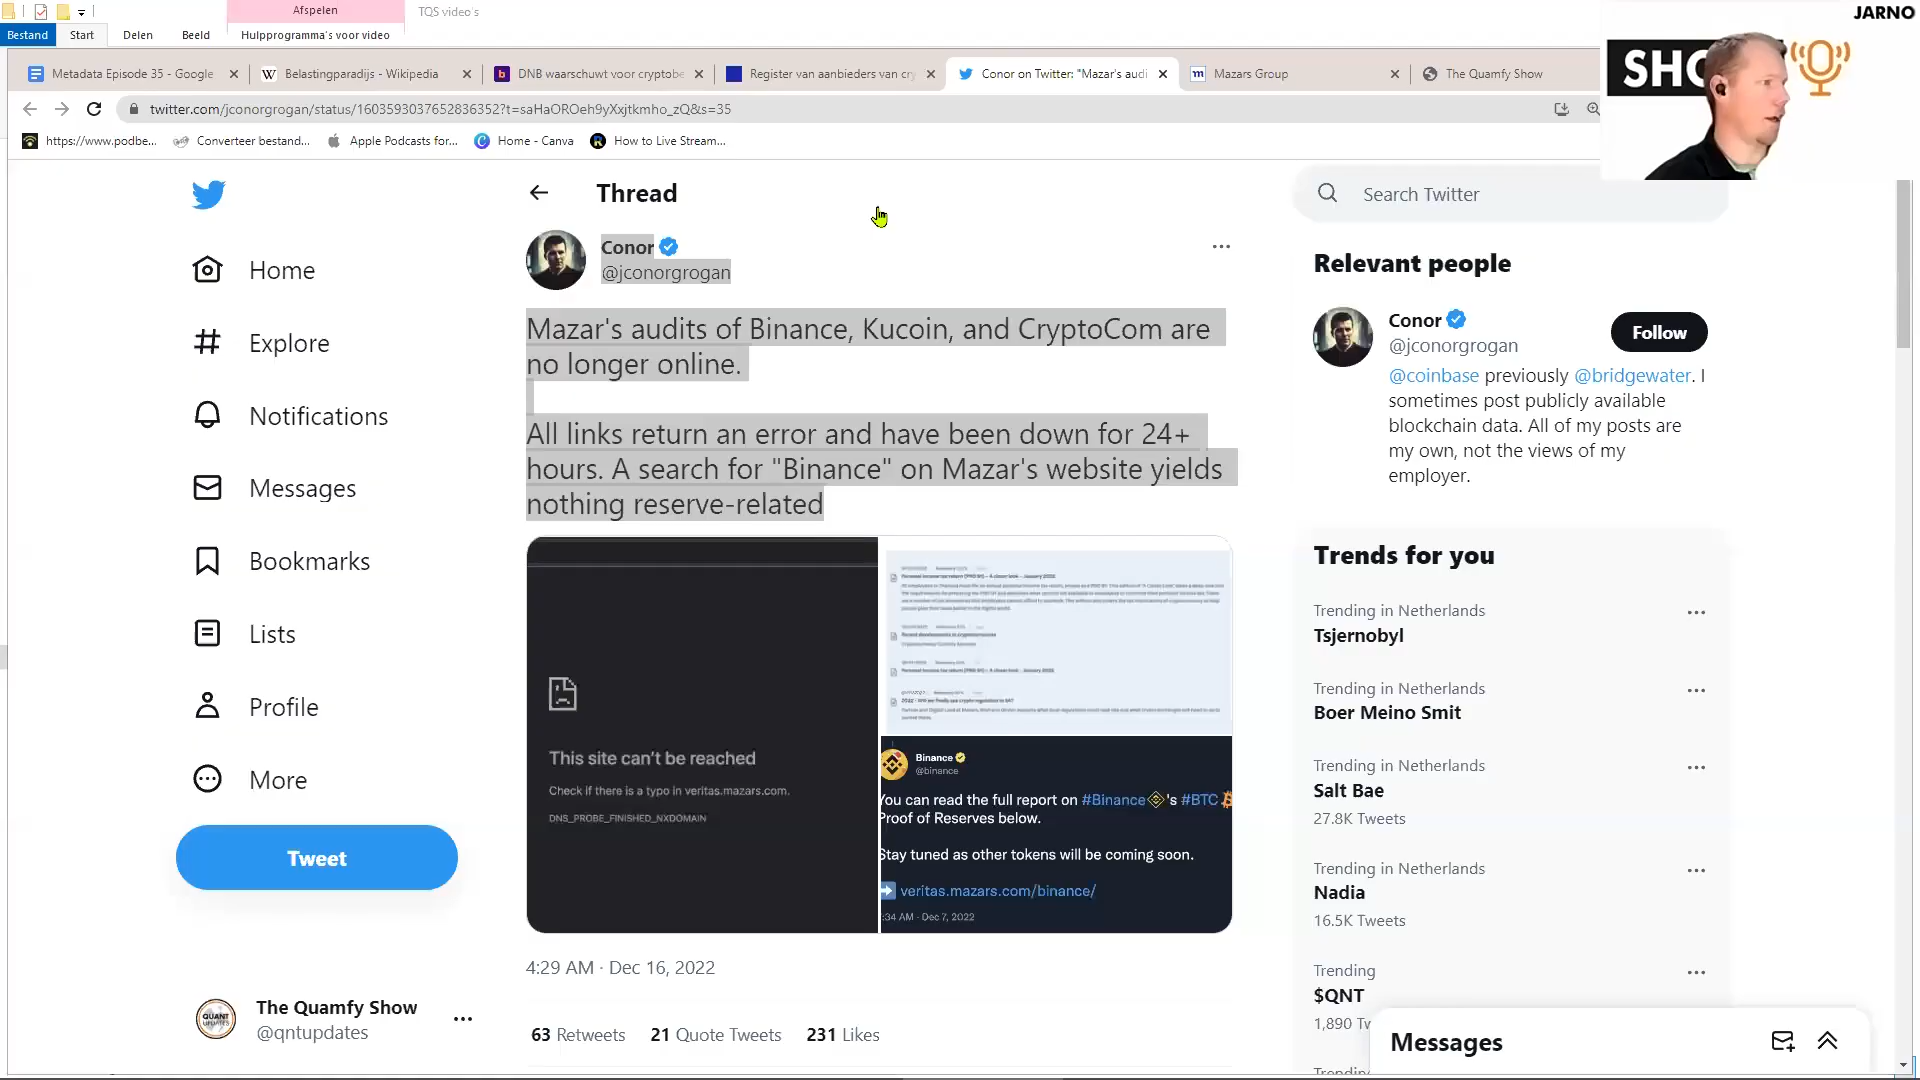 Afspelen
TQS video's
JARNO
Bestand
Start
Delen
Beeld
Hulpprogramma's voor video
SHO
Metadata Episode 35 - Google
Belastingparadijs - Wikipedia
DNB waarschuwt voor cryptobe
Register van aanbieders van cry
Conor on Twitter: "Mazar's audi
Mazars Group
The Quamfy Show
twitter.com/jconorgrogan/status/1603593037652836352?t=saHaOROeh9yXxjtkmho_zQ&s=35
https://www.podbe...
Converteer bestand...
Apple Podcasts for...
Home - Canva
How to Live Stream...
Thread
Search Twitter
Home
Explore
Notifications
Messages
Bookmarks
Lists
Profile
More
Tweet
The Quamfy Show
@qntupdates
Conor
@jconorgrogan
Mazar's audits of Binance, Kucoin, and CryptoCom are
no longer online.
All links return an error and have been down for 24+
hours. A search for "Binance" on Mazar's website yields
nothing reserve-related
This site can't be reached
Check if there is a typo in veritas.mazars.com.
DNS_PROBE_FINISHED_NXDOMAIN
Binance
@binance
You can read the full report on #Binance's #BTC
Proof of Reserves below.
Stay tuned as other tokens will be coming soon.
veritas.mazars.com/binance/
:34 AM · Dec 7, 2022
4:29 AM · Dec 16, 2022
63 Retweets 21 Quote Tweets 231 Likes
Relevant people
Conor
@jconorgrogan
Follow
@coinbase previously @bridgewater. I
sometimes post publicly available
blockchain data. All of my posts are
my own, not the views of my
employer.
Trends for you
Trending in Netherlands
Tsjernobyl
Trending in Netherlands
Boer Meino Smit
Trending in Netherlands
Salt Bae
27.8K Tweets
Trending in Netherlands
Nadia
16.5K Tweets
Trending
$QNT
1,890 Tw
Messages